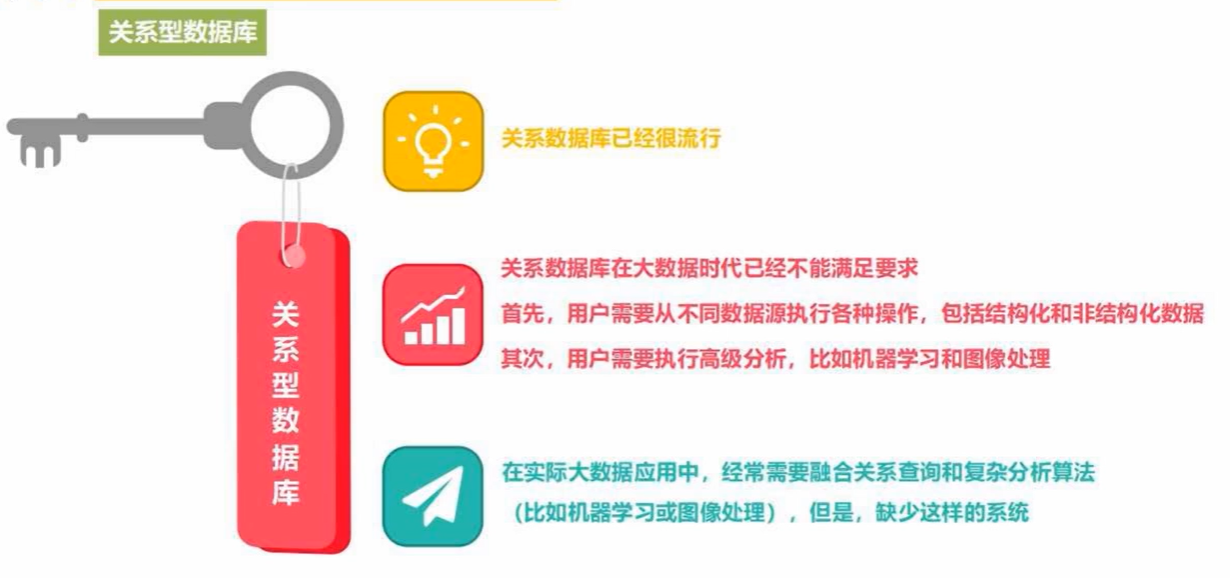 关系型数据库
关系型数据库
关系数据库已经很流行
关系数据库在大数据时代已经不能满足要求
首先，用户需要从不同数据源执行各种操作，包括结构化和非结构化数据
其次，用户需要执行高级分析，比如机器学习和图像处理
在实际大数据应用中，经常需要融合关系查询和复杂分析算法
（比如机器学习或图像处理），但是，缺少这样的系统